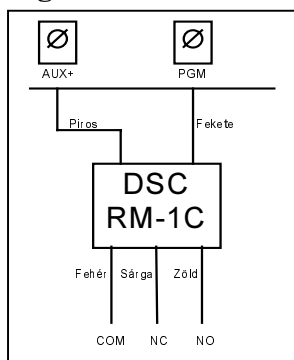 AUX+ PGM
Piros Fekete
DSC
RM-1C
Fehér Sárga Zöld
COM NC NO